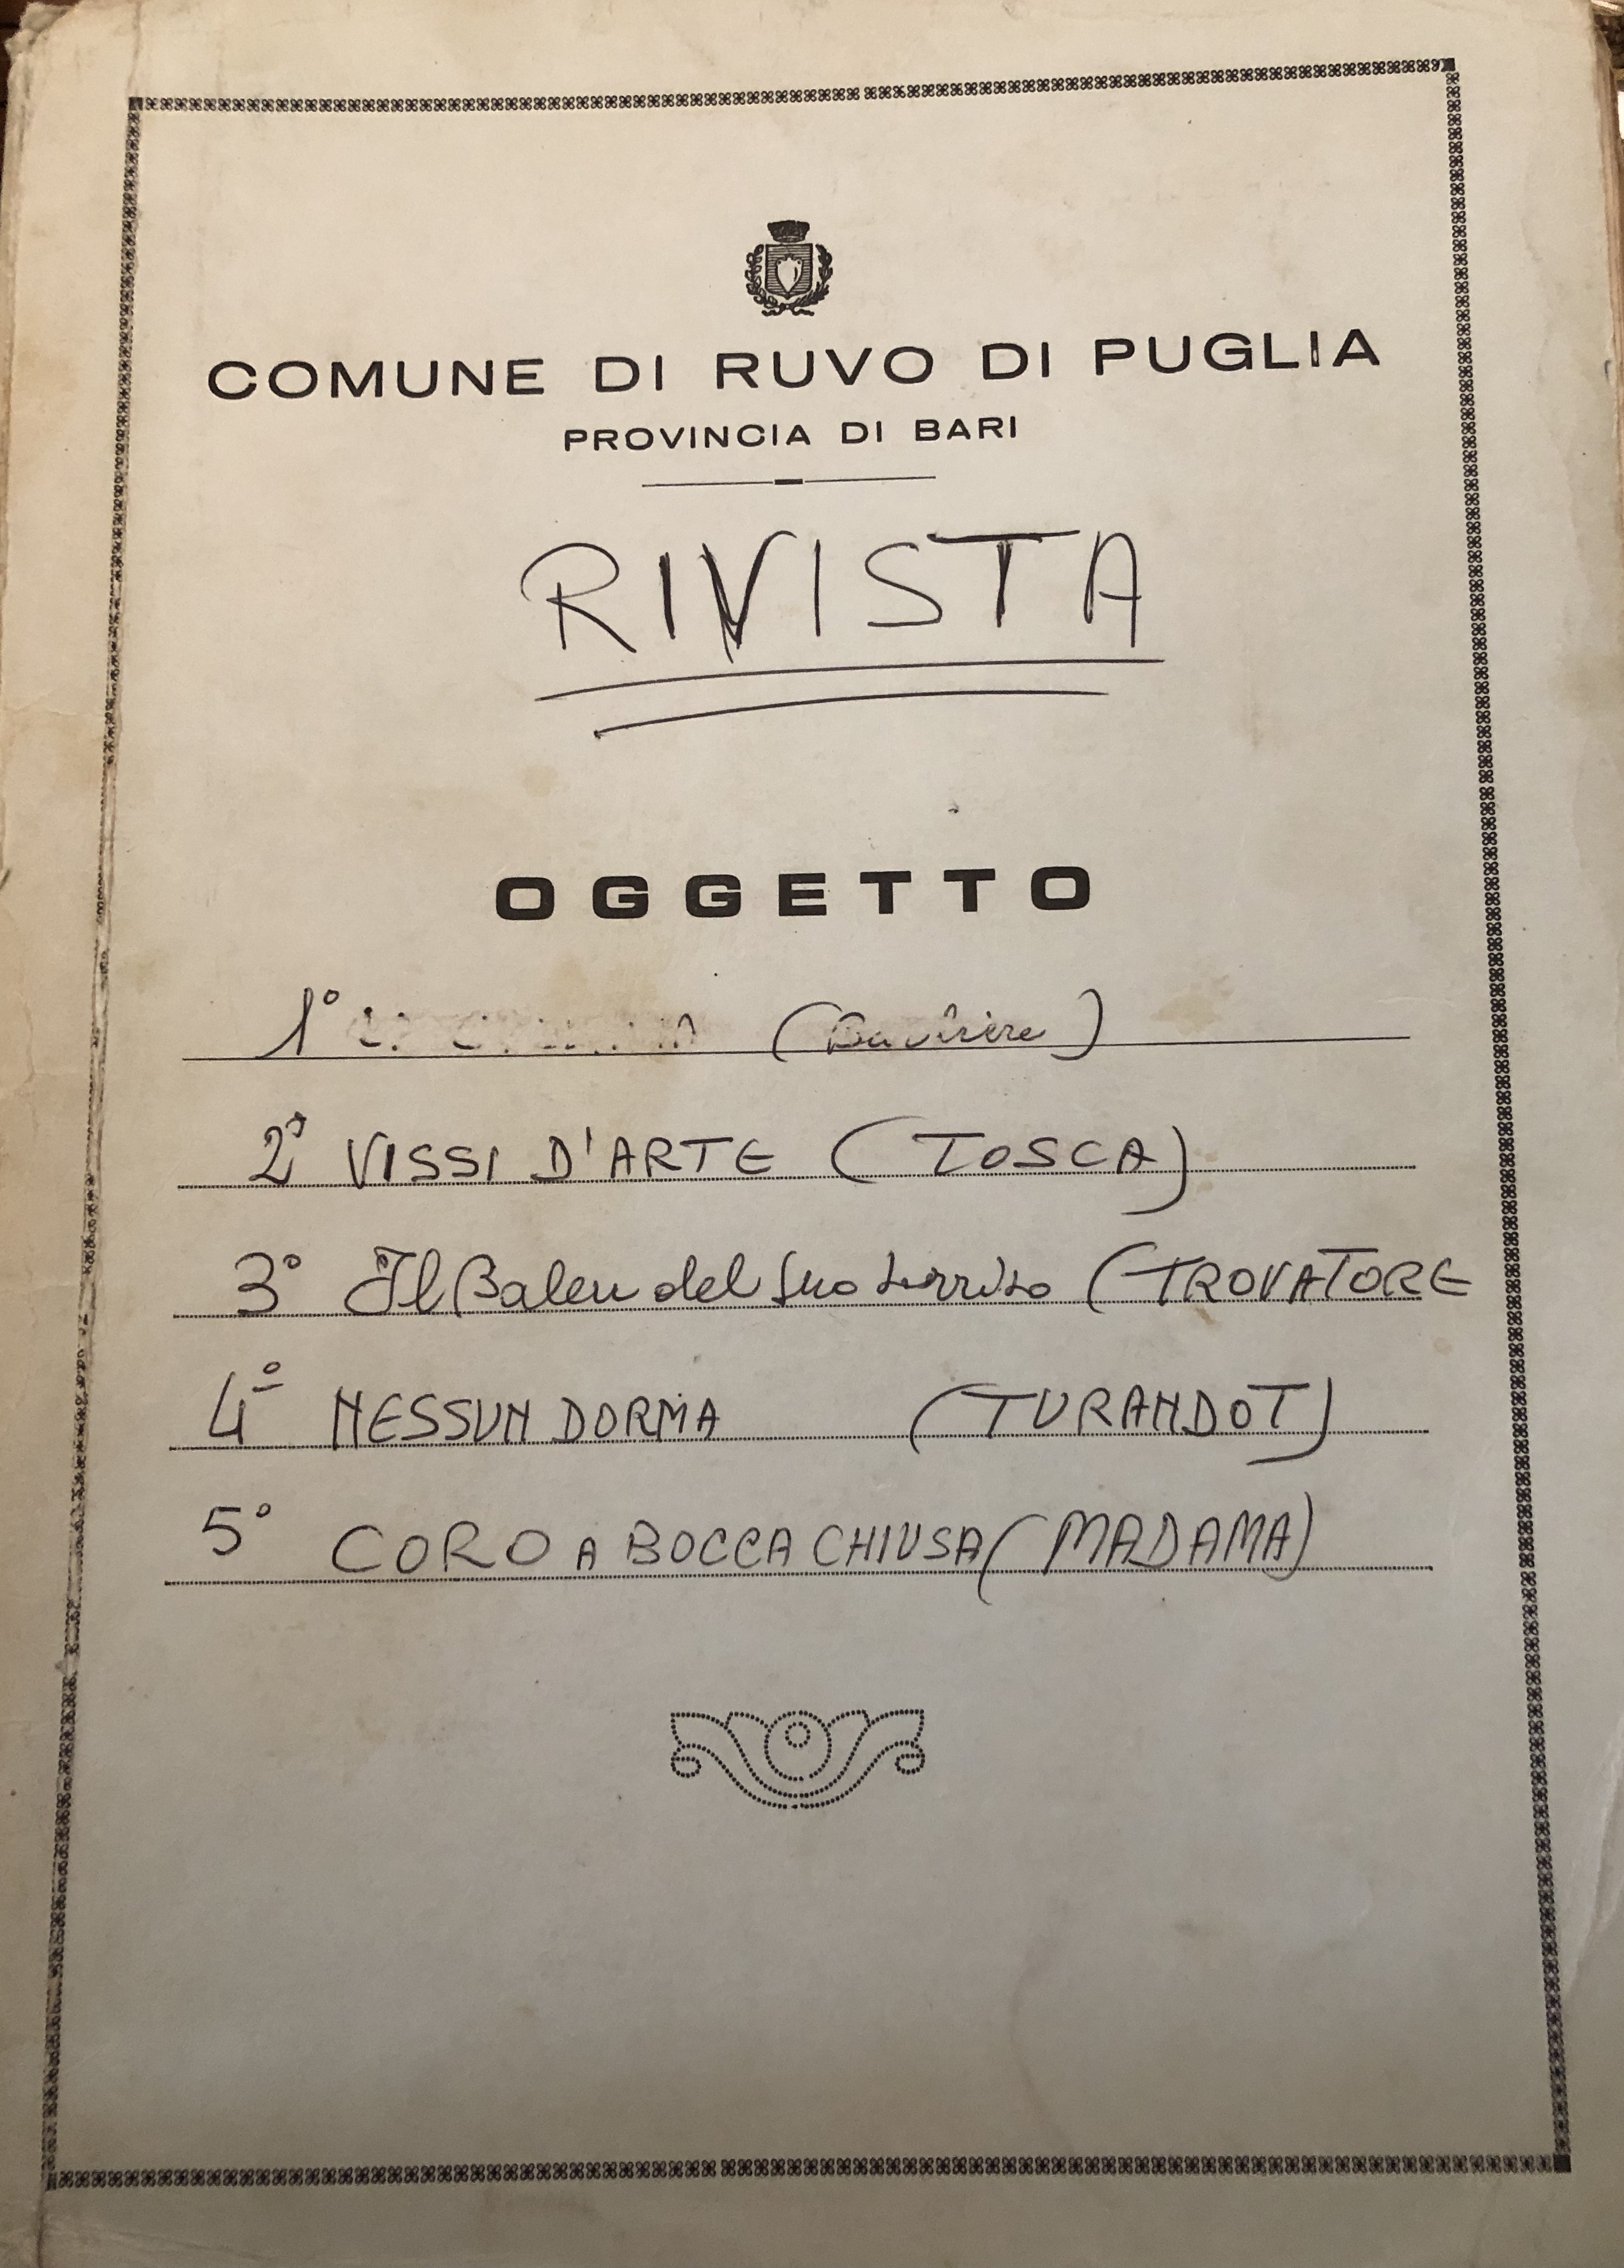 COMUNE DI RUVO DI PUGLIA
PROVINCIA DI BARI
RIVISTA
OGGETTO
1°
2° VISSI D'ARTE (TOSCA)
3° Il Balen del suo sorriso (TROVATORE
4° NESSUN DORMA (TURANDOT)
5° CORO A BOCCA CHIUSA (MADAMA)